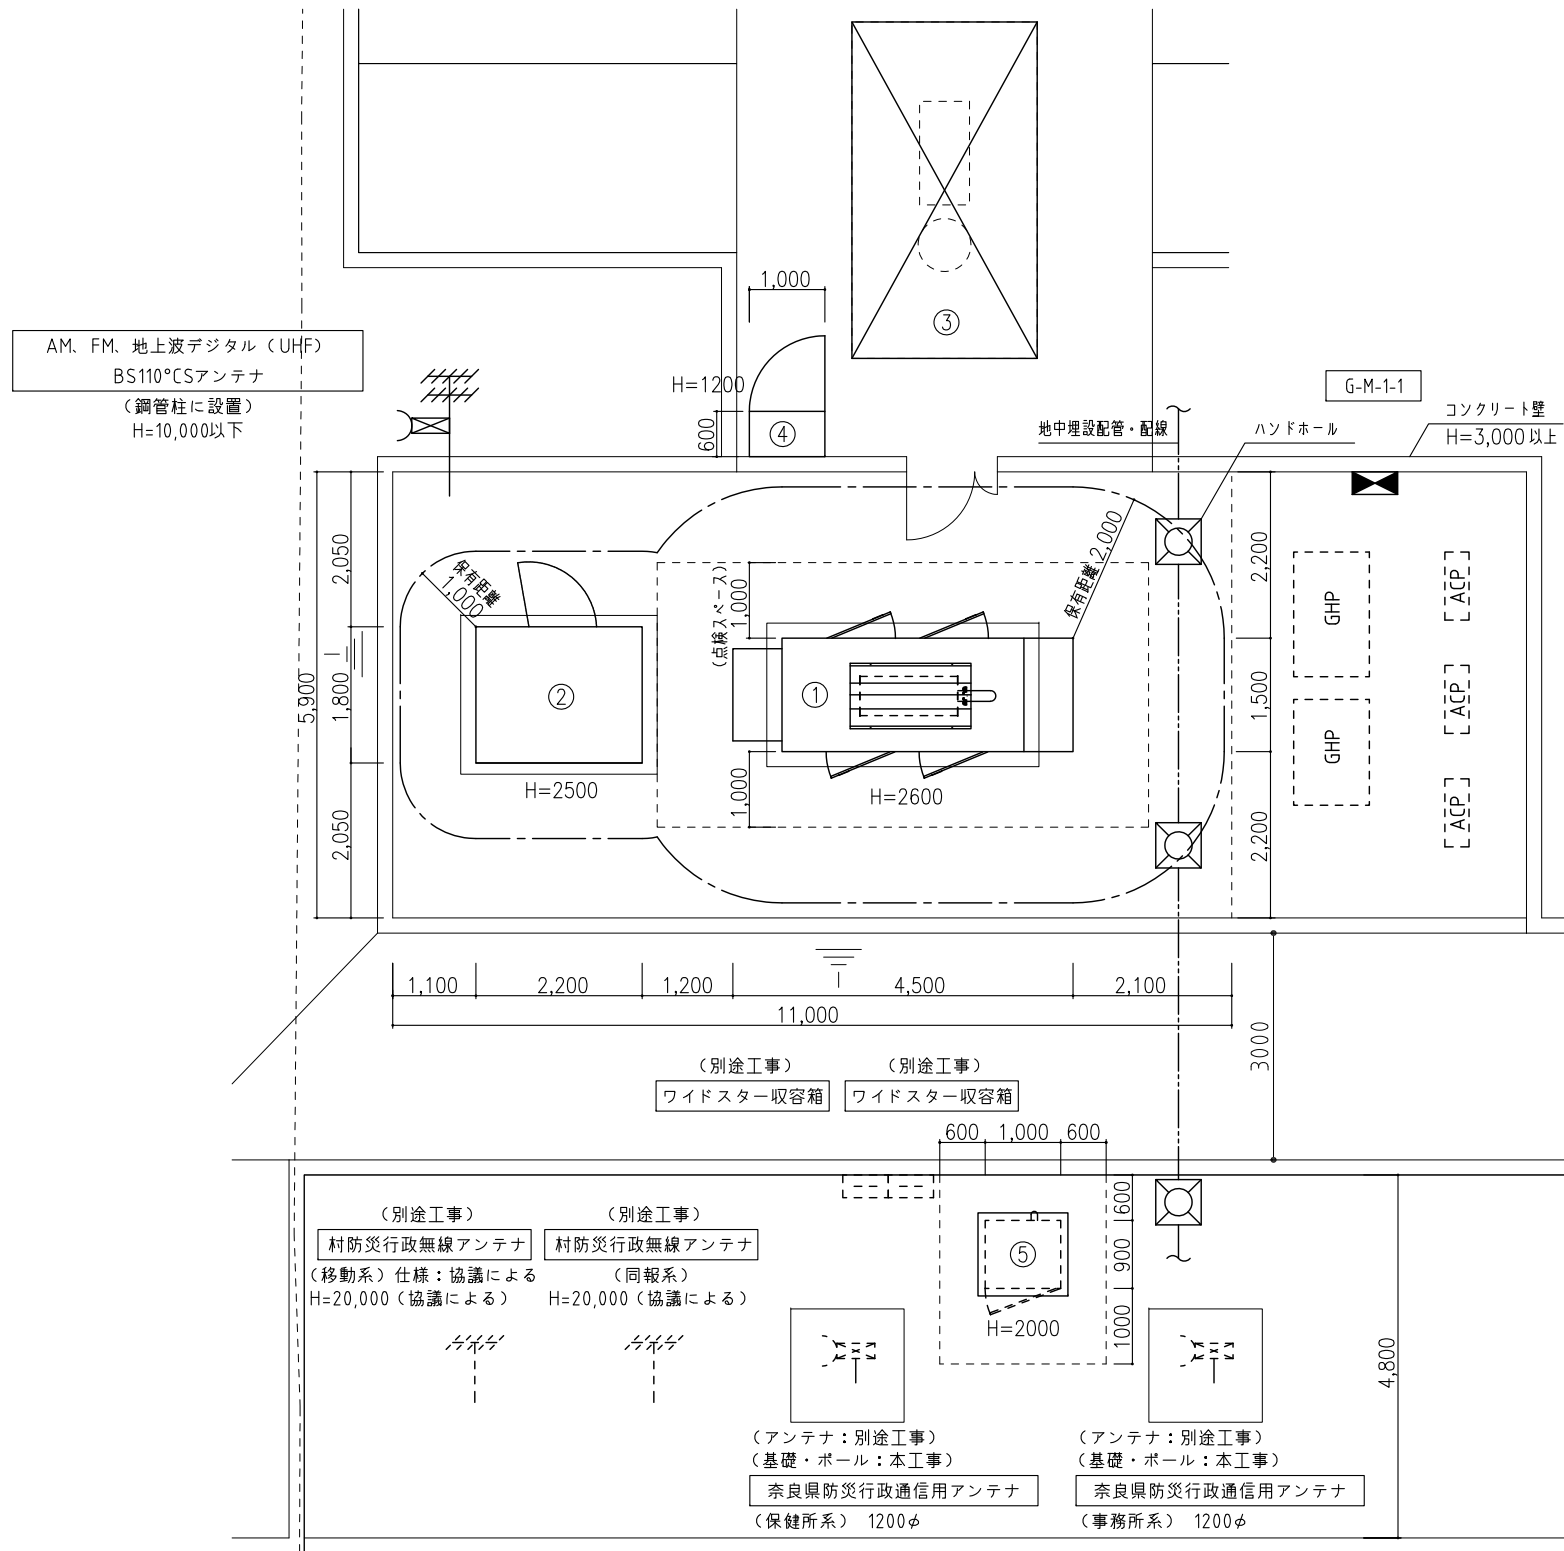 1,000
③
AM、FM、地上波デジタル（UHF）
BS110°CSアンテナ
（鋼管柱に設置）
H=10,000以下
H=1200
600
④
G-M-1-1
コンクリート壁
H=3,000以上
地中埋設配管・配線
ハンドホール
5,900
2,050
1,800
2,050
保有距離
1,000
②
H=2500
（点検スペース）
1,000
1,000
①
H=2600
保有距離 2,000
2,200
1,500
2,200
GHP
GHP
ACP
ACP
ACP
1,100
2,200
1,200
4,500
2,100
11,000
3000
（別途工事）
ワイドスター収容箱
（別途工事）
ワイドスター収容箱
600
1,000
600
600
900
1000
⑤
H=2000
4,800
（別途工事）
村防災行政無線アンテナ
（移動系）仕様：協議による
H=20,000（協議による）
（別途工事）
村防災行政無線アンテナ
（同報系）
H=20,000（協議による）
（アンテナ：別途工事）
（基礎・ポール：本工事）
奈良県防災行政通信用アンテナ
（保健所系） 1200φ
（アンテナ：別途工事）
（基礎・ポール：本工事）
奈良県防災行政通信用アンテナ
（事務所系） 1200φ